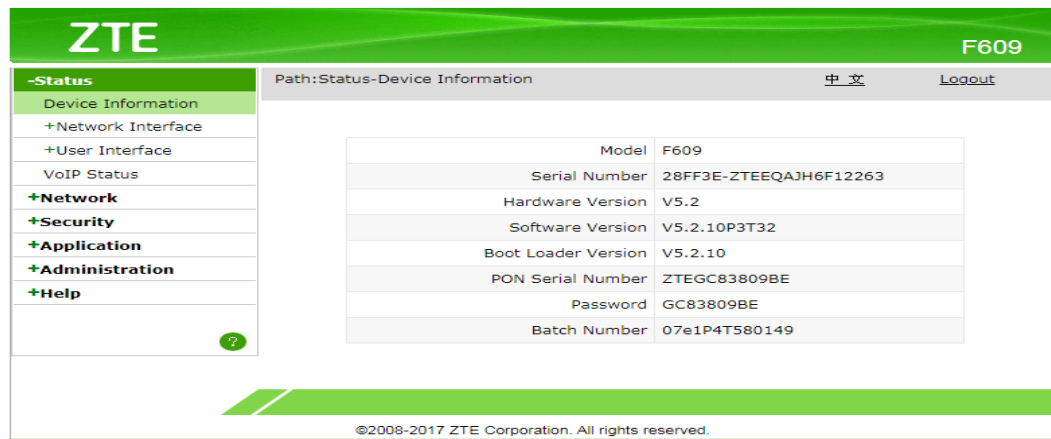 ZTE
F609
-Status
Path:Status-Device Information 中文 Logout
Device Information
+Network Interface
+User Interface
VoIP Status
+Network
+Security
+Application
+Administration
+Help
?
Model F609
Serial Number 28FF3E-ZTEEQAJH6F12263
Hardware Version V5.2
Software Version V5.2.10P3T32
Boot Loader Version V5.2.10
PON Serial Number ZTEGC83809BE
Password GC83809BE
Batch Number 07e1P4T580149
©2008-2017 ZTE Corporation. All rights reserved.